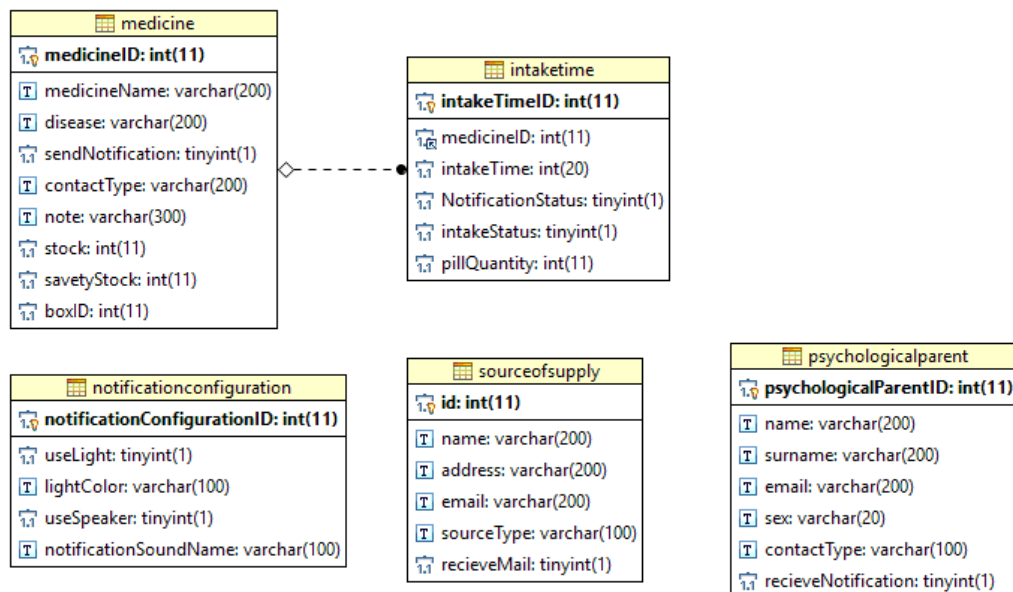 medicine
medicineID: int(11)
medicineName: varchar(200)
disease: varchar(200)
sendNotification: tinyint(1)
contactType: varchar(200)
note: varchar(300)
stock: int(11)
savetyStock: int(11)
boxID: int(11)
intaketime
intakeTimeID: int(11)
medicineID: int(11)
intakeTime: int(20)
NotificationStatus: tinyint(1)
intakeStatus: tinyint(1)
pillQuantity: int(11)
notificationconfiguration
notificationConfigurationID: int(11)
useLight: tinyint(1)
lightColor: varchar(100)
useSpeaker: tinyint(1)
notificationSoundName: varchar(100)
sourceofsupply
id: int(11)
name: varchar(200)
address: varchar(200)
email: varchar(200)
sourceType: varchar(100)
recieveMail: tinyint(1)
psychologicalparent
psychologicalParentID: int(11)
name: varchar(200)
surname: varchar(200)
email: varchar(200)
sex: varchar(20)
contactType: varchar(100)
recieveNotification: tinyint(1)